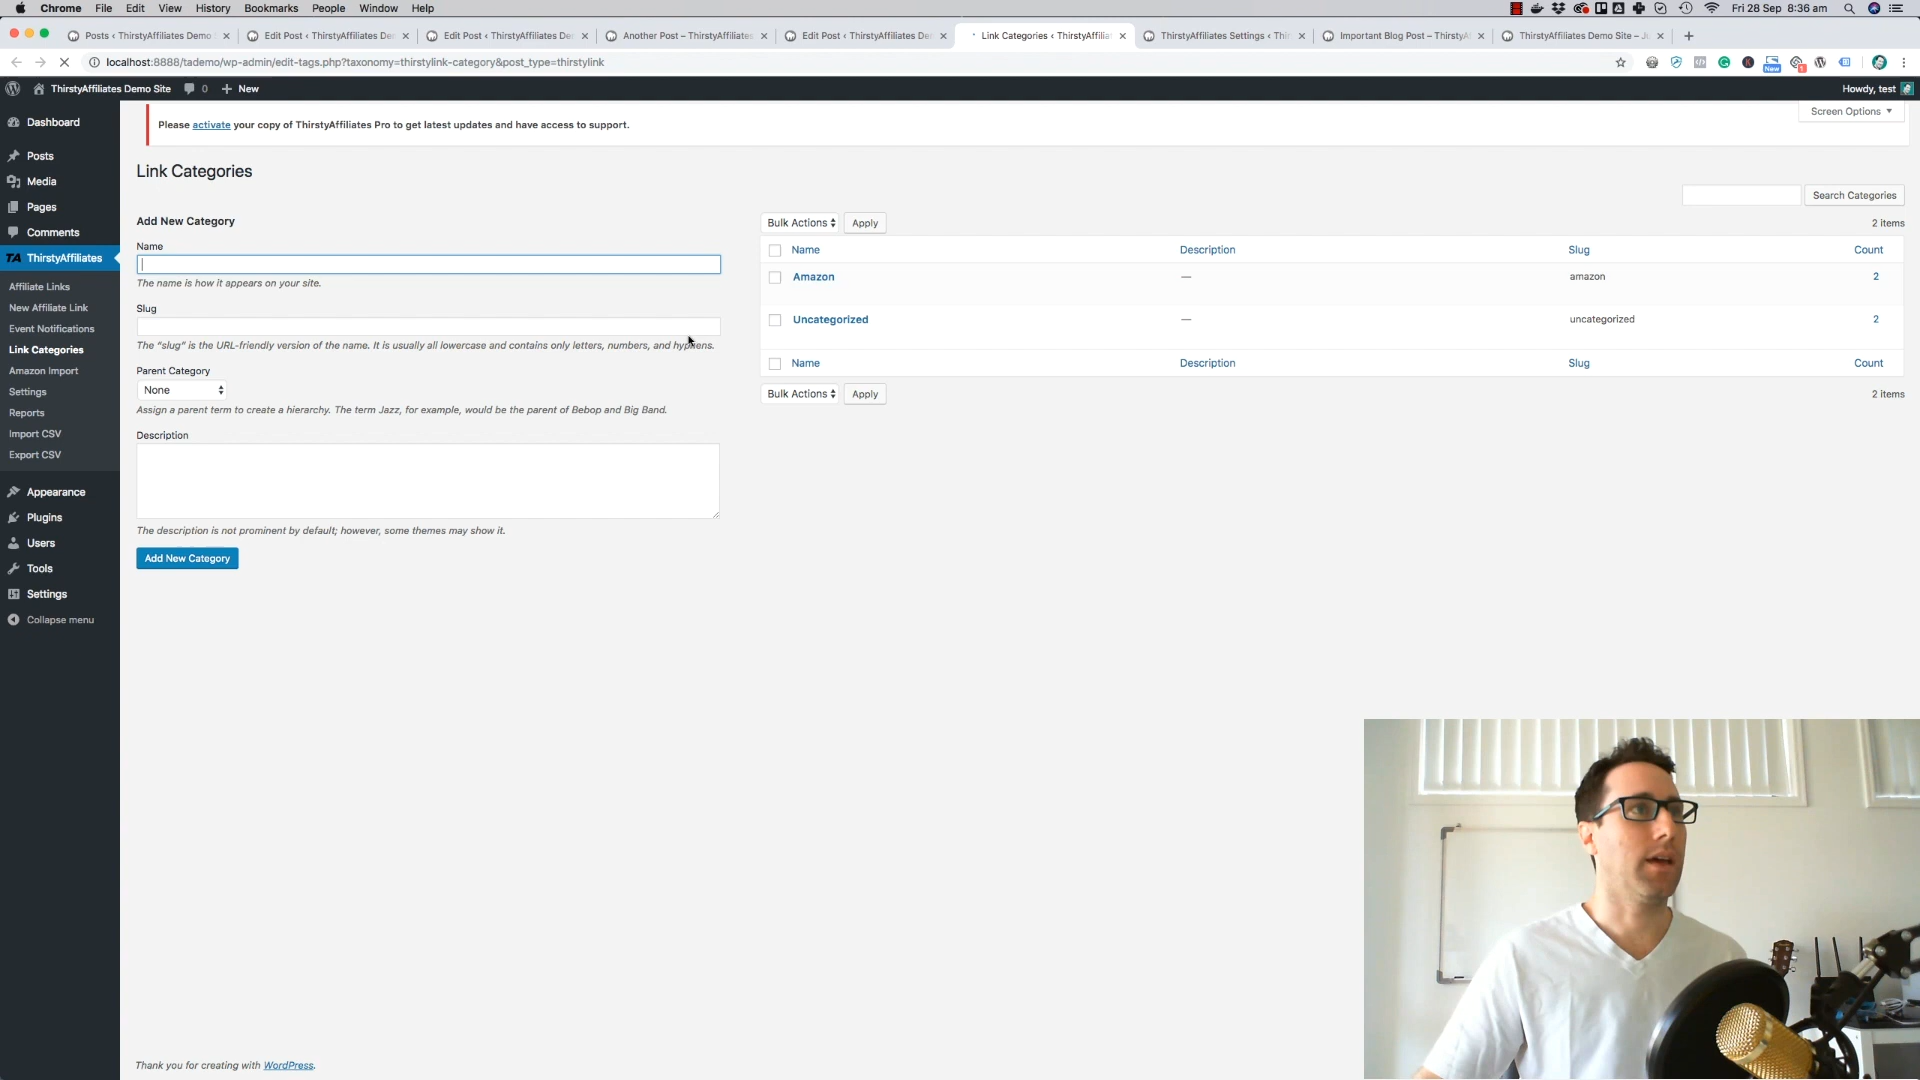 Chrome File Edit View History Bookmarks People Window Help
Fri 28 Sep 8:36 am
Posts ‹ ThirstyAffiliates Demo
Edit Post ‹ ThirstyAffiliates De
Edit Post ‹ ThirstyAffiliates De
Another Post – ThirstyAffiliates
Edit Post ‹ ThirstyAffiliates De
Link Categories ‹ ThirstyAffilia
ThirstyAffiliates Settings ‹ Thi
Important Blog Post – ThirstyA
ThirstyAffiliates Demo Site – J
localhost:8888/tademo/wp-admin/edit-tags.php?taxonomy=thirstylink-category&post_type=thirstylink
New
ThirstyAffiliates Demo Site 0 + New
Howdy, test
Dashboard
Posts
Media
Pages
Comments
TA ThirstyAffiliates
Affiliate Links
New Affiliate Link
Event Notifications
Link Categories
Amazon Import
Settings
Reports
Import CSV
Export CSV
Appearance
Plugins
Users
Tools
Settings
Collapse menu
Please activate your copy of ThirstyAffiliates Pro to get latest updates and have access to support.
Screen Options
Link Categories
Search Categories
Add New Category
Name
The name is how it appears on your site.
Slug
The “slug” is the URL-friendly version of the name. It is usually all lowercase and contains only letters, numbers, and hyphens.
Parent Category
None
Assign a parent term to create a hierarchy. The term Jazz, for example, would be the parent of Bebop and Big Band.
Description
The description is not prominent by default; however, some themes may show it.
Add New Category
Bulk Actions Apply
2 items
Name Description Slug Count
Amazon — amazon 2
Uncategorized — uncategorized 2
Name Description Slug Count
Bulk Actions Apply
2 items
Thank you for creating with WordPress.